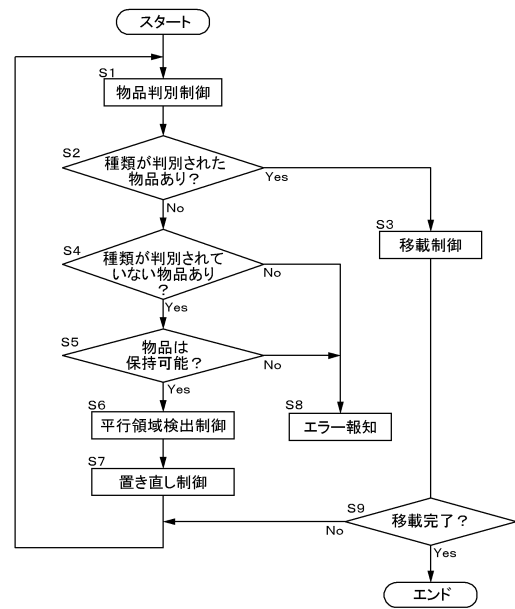 スタート
S1
物品判別制御
S2
種類が判別された
物品あり?
Yes
No
S3
移載制御
S4
種類が判別されて
いない物品あり
?
No
Yes
S5
物品は
保持可能?
No
Yes
S6
平行領域検出制御
S8
エラー報知
S7
置き直し制御
S9
移載完了?
No
Yes
エンド